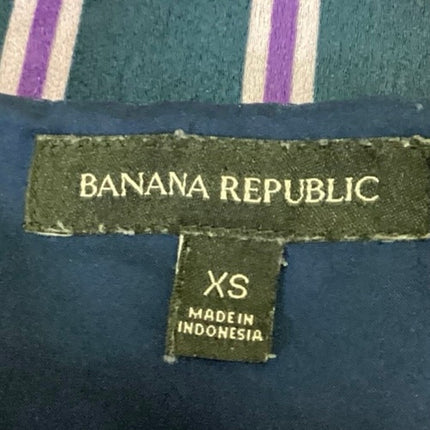 BANANA REPUBLIC
XS
MADE IN
INDONESIA